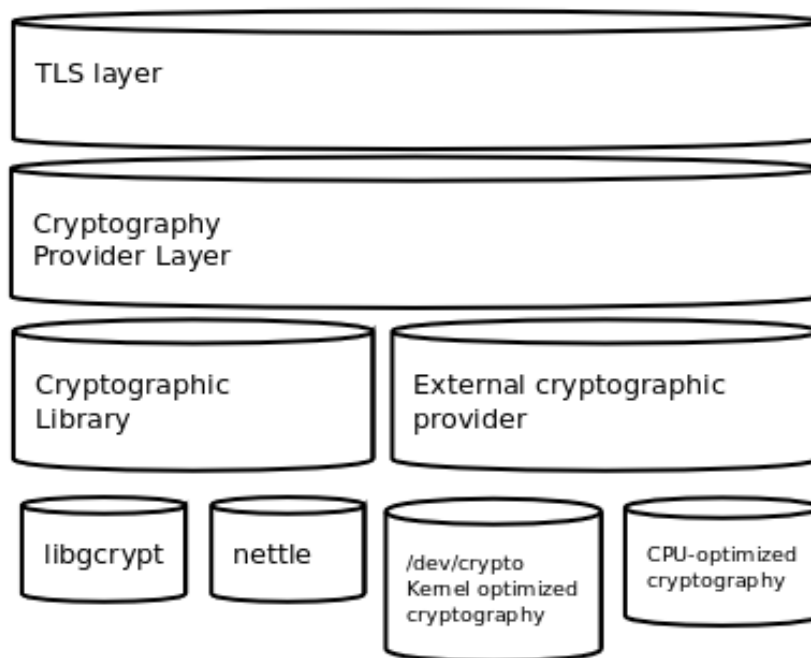 TLS layer
Cryptography
Provider Layer
Cryptographic
Library
External cryptographic
provider
libgcrypt
nettle
/dev/crypto
Kernel optimized
cryptography
CPU-optimized
cryptography